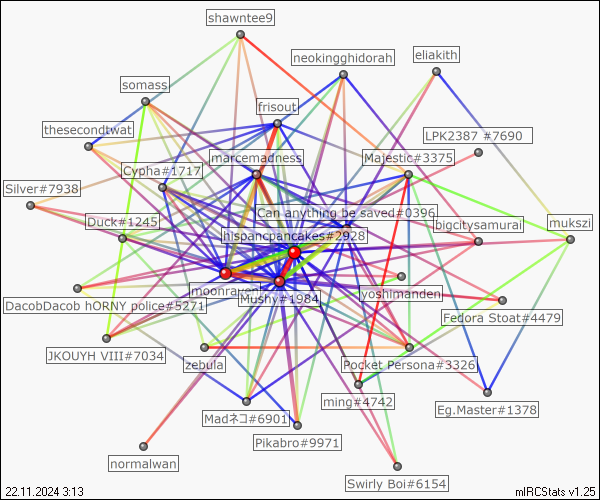 shawntee9
neokingghidorah
eliakith
somass
frisout
thesecondtwat
LPK2387 #7690
marcemadness
Majestic#3375
Cypha#1717
Silver#7938
Can anything be saved#0396
Duck#1245
bigcitysamurai
mukszi
hispancpancakes#2928
moonraven
yoshimanden
Mushy#1984
DacobDacob hORNY police#5271
Fedora Stoat#4479
JKOUYH VIII#7034
zebula
Pocket Persona#3326
ming#4742
Eg.Master#1378
Madネコ#6901
Pikabro#9971
normalwan
Swirly Boi#6154
22.11.2024 3:13
mIRCStats v1.25